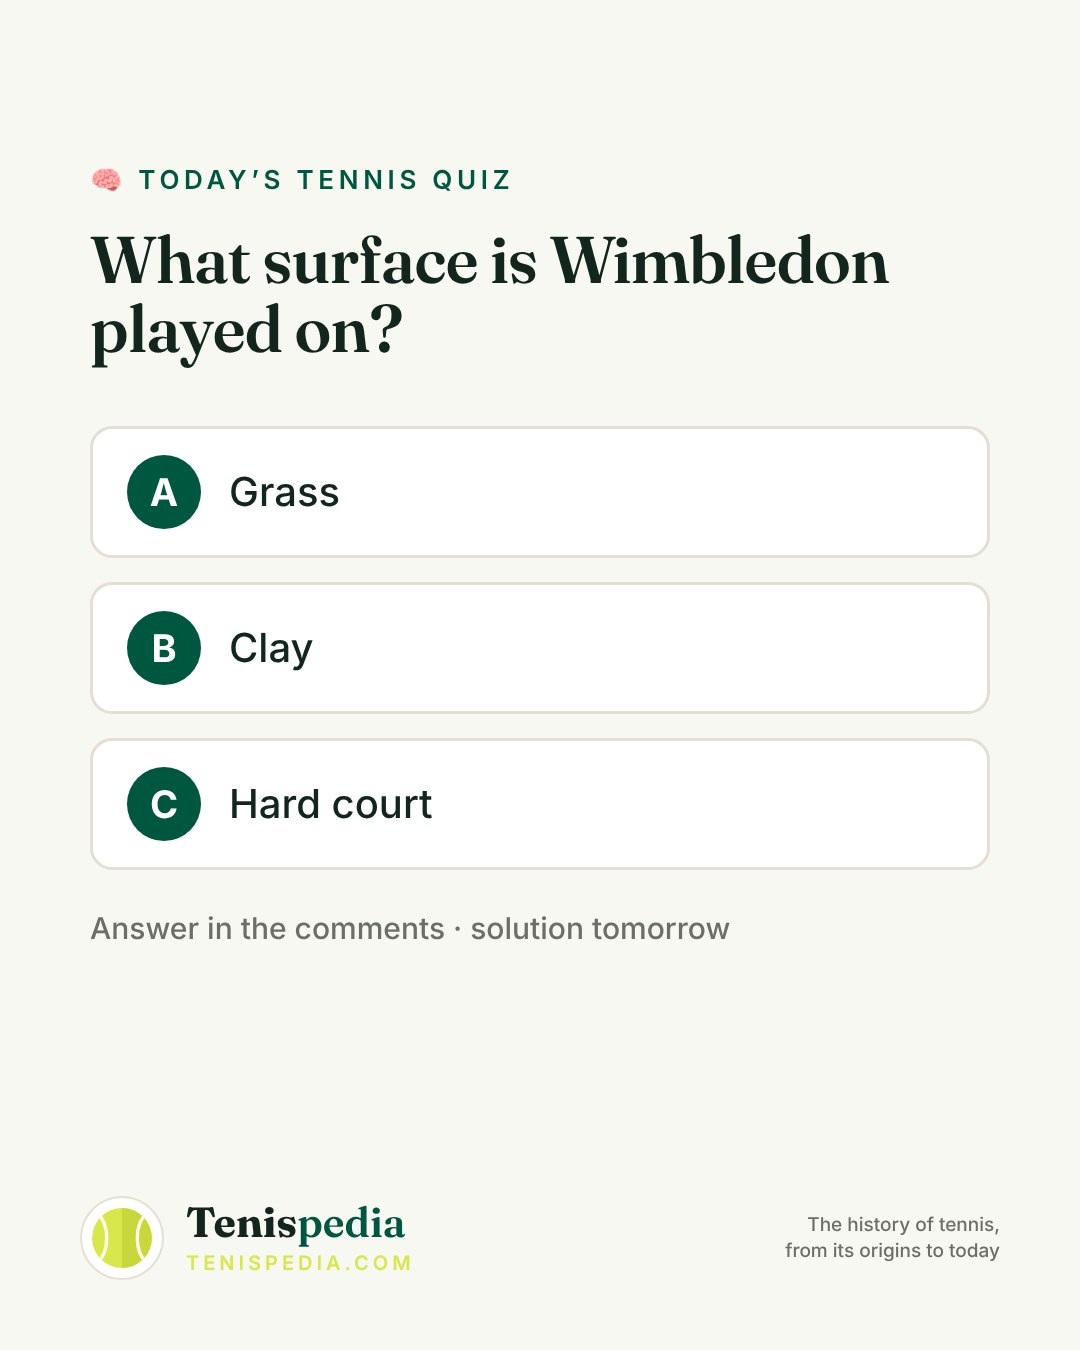 🧠 TODAY’S TENNIS QUIZ
What surface is Wimbledon
played on?
A Grass
B Clay
C Hard court
Answer in the comments · solution tomorrow
Tenispedia
TENISPEDIA.COM
The history of tennis,
from its origins to today